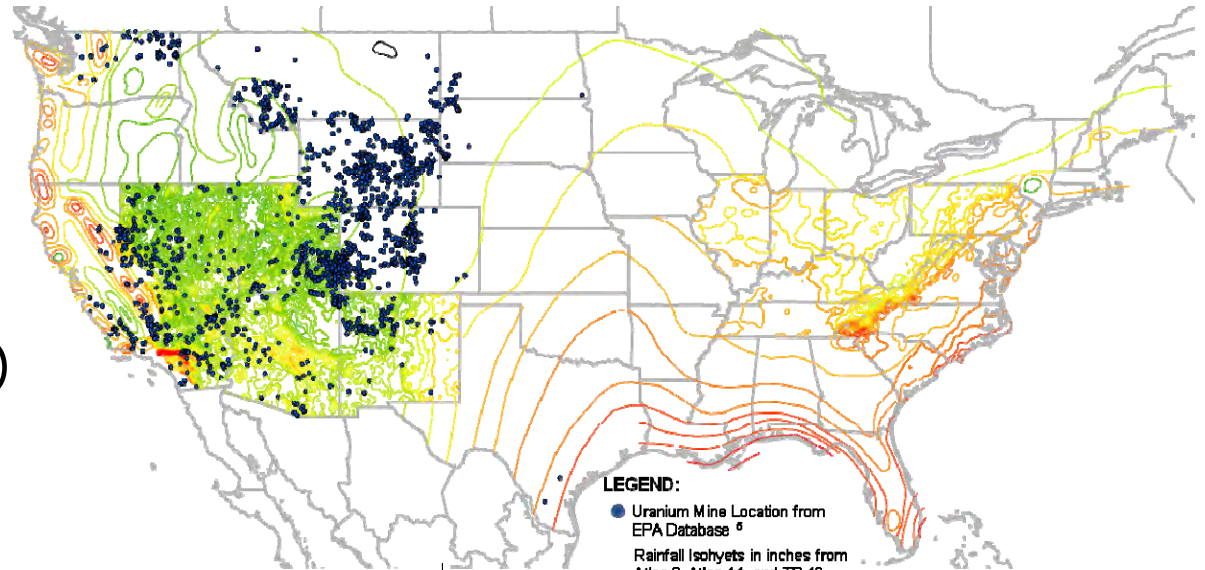 )
LEGEND:
Uranium Mine Location from
EPA Database 6
Rainfall Isohyets in inches from